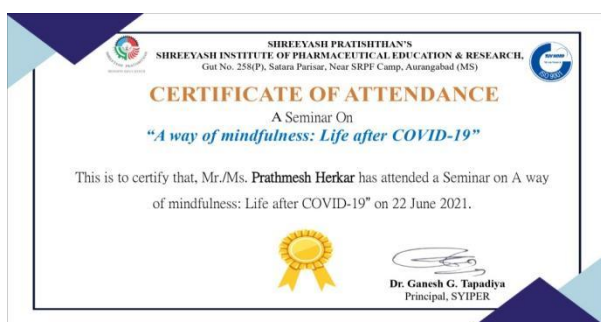 SHREEYASH PRATISHTHAN'S
SHREEYASH INSTITUTE OF PHARMACEUTICAL EDUCATION & RESEARCH,
Gut No. 258(P), Satara Parisar, Near SRPF Camp, Aurangabad (MS)
CERTIFICATE OF ATTENDANCE
A Seminar On
“A way of mindfulness: Life after COVID-19”
This is to certify that, Mr./Ms. Prathmesh Herkar has attended a Seminar on A way
of mindfulness: Life after COVID-19” on 22 June 2021.
Dr. Ganesh G. Tapadiya
Principal, SYIPER
ISO 9001